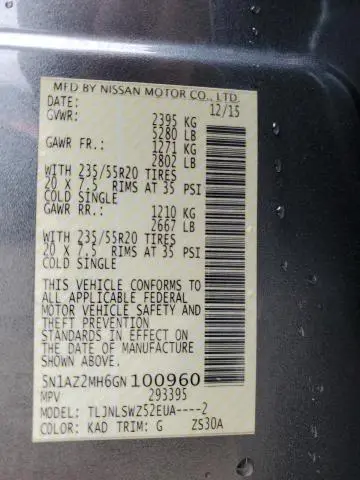 MFD BY NISSAN MOTOR CO., LTD.
DATE: 12/15
GVWR: 2395 KG
5280 LB
GAWR FR.: 1271 KG
2802 LB
WITH 235/55R20 TIRES
20 X 7.5 RIMS AT 35 PSI
COLD SINGLE
GAWR RR.: 1210 KG
2667 LB
WITH 235/55R20 TIRES
20 X 7.5 RIMS AT 35 PSI
COLD SINGLE
THIS VEHICLE CONFORMS TO
ALL APPLICABLE FEDERAL
MOTOR VEHICLE SAFETY AND
THEFT PREVENTION
STANDARDS IN EFFECT ON
THE DATE OF MANUFACTURE.
5N1AZ2MH6GN100960
MPV 293395
MODEL: TLJNLSWZ52EUA----2
COLOR: KAD TRIM: G ZS30A